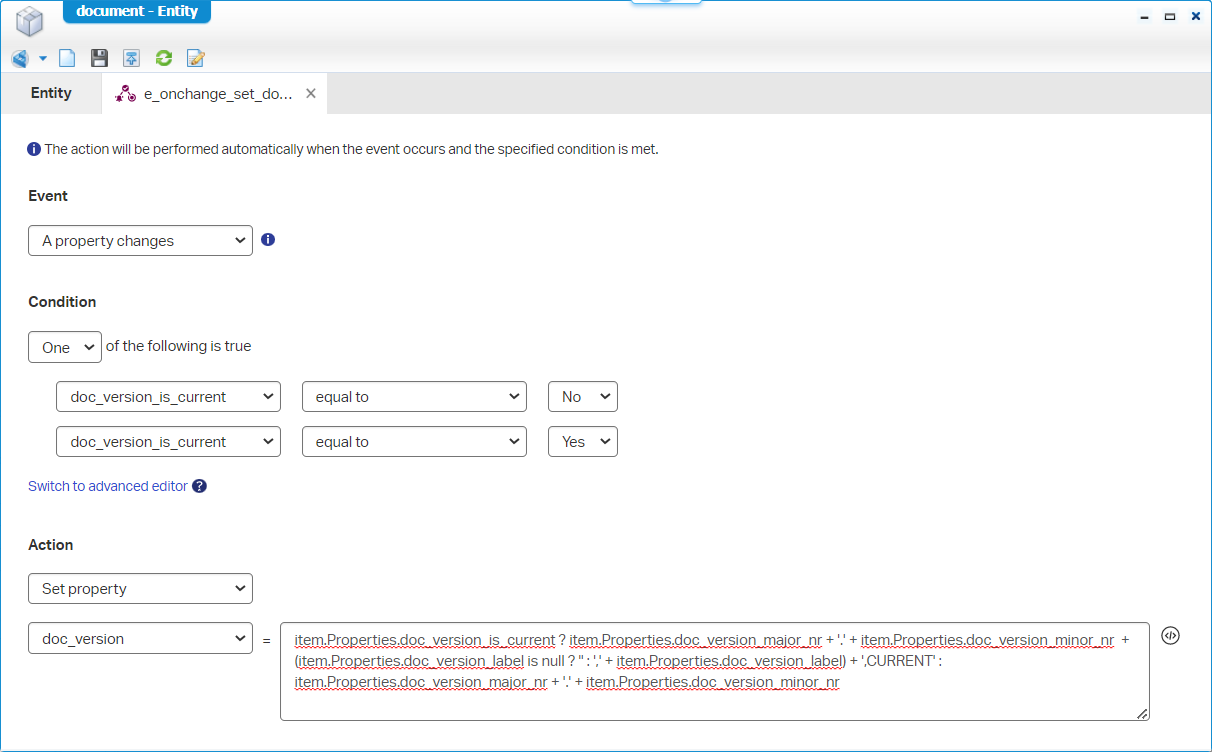 document - Entity
Entity
e_onchange_set_do...
The action will be performed automatically when the event occurs and the specified condition is met.
Event
A property changes
Condition
One of the following is true
doc_version_is_current equal to No
doc_version_is_current equal to Yes
Switch to advanced editor
Action
Set property
doc_version =
item.Properties.doc_version_is_current ? item.Properties.doc_version_major_nr + '.' + item.Properties.doc_version_minor_nr +
(item.Properties.doc_version_label is null ? '' : ',' + item.Properties.doc_version_label) + ',CURRENT' :
item.Properties.doc_version_major_nr + '.' + item.Properties.doc_version_minor_nr